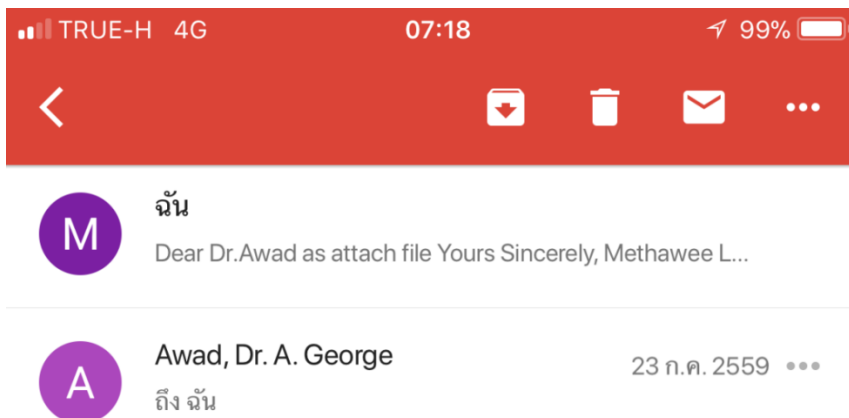 TRUE-H 4G 07:18 99%
M ฉัน
Dear Dr.Awad as attach file Yours Sincerely, Methawee L...
Awad, Dr. A. George 23 ก.ค. 2559
A
ถึง ฉัน